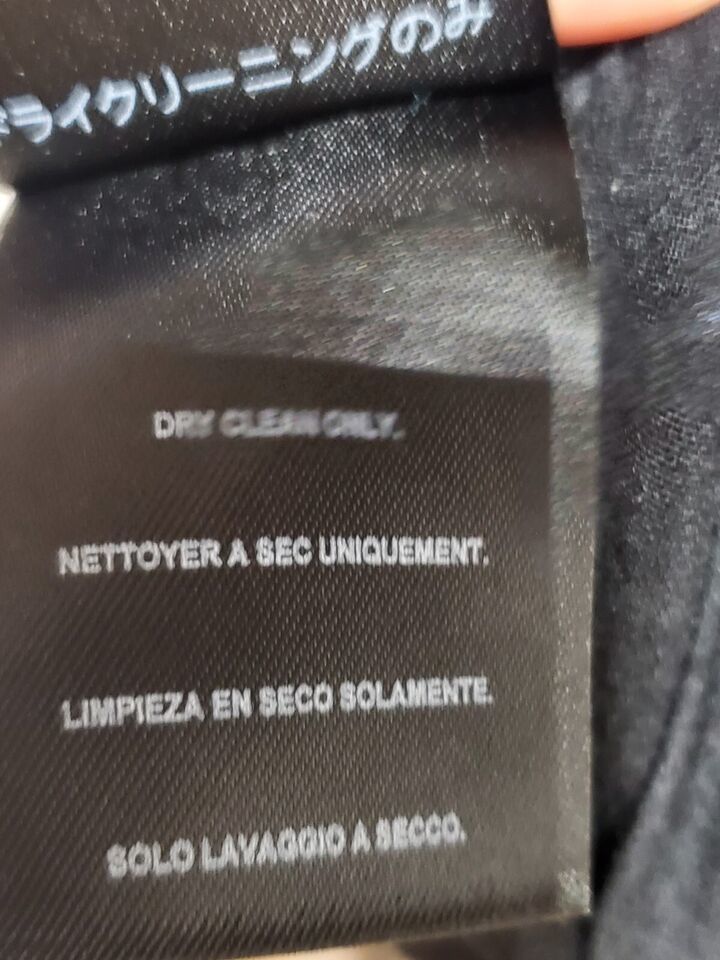 ドライクリーニングのみ
DRY CLEAN ONLY.
NETTOYER A SEC UNIQUEMENT.
LIMPIEZA EN SECO SOLAMENTE.
SOLO LAVAGGIO A SECCO.